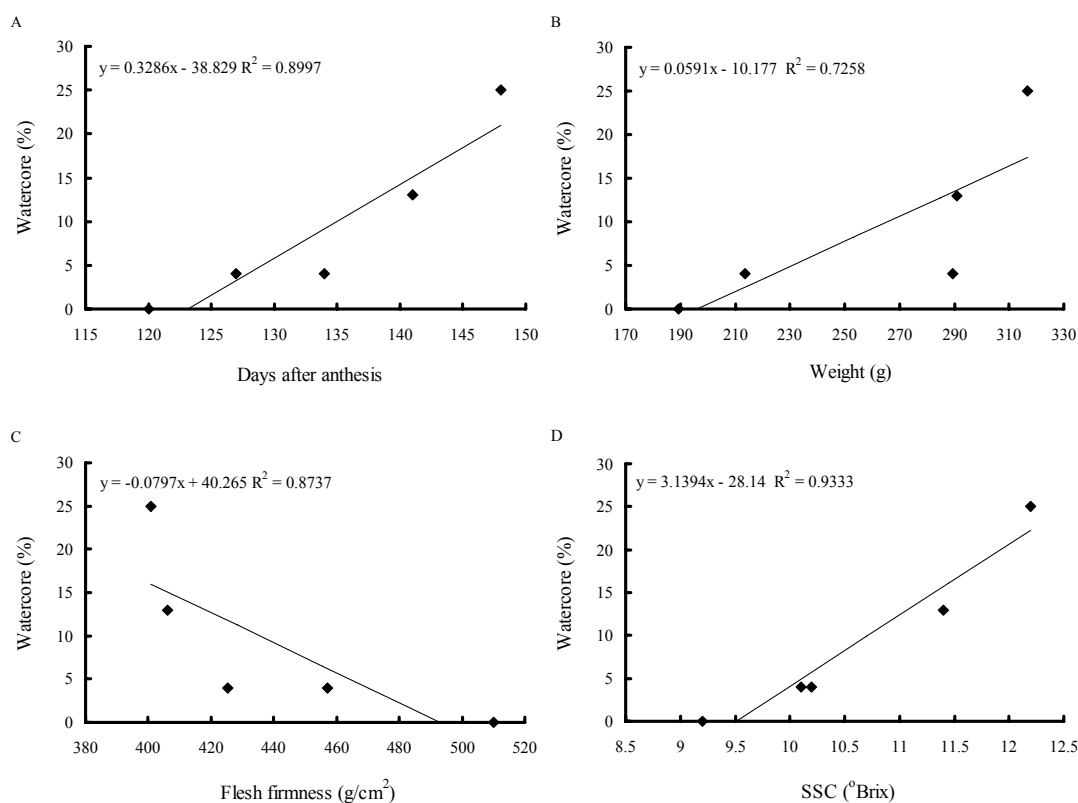 A
y = 0.3286x - 38.829 R² = 0.8997
30
25
20
15
10
5
0
Watercore (%)
115 120 125 130 135 140 145 150
Days after anthesis
B
y = 0.0591x - 10.177 R² = 0.7258
30
25
20
15
10
5
0
Watercore (%)
170 190 210 230 250 270 290 310 330
Weight (g)
C
y = -0.0797x + 40.265 R² = 0.8737
30
25
20
15
10
5
0
Watercore (%)
380 400 420 440 460 480 500 520
Flesh firmness (g/cm²)
D
y = 3.1394x - 28.14 R² = 0.9333
30
25
20
15
10
5
0
Watercore (%)
8.5 9 9.5 10 10.5 11 11.5 12 12.5
SSC (°Brix)